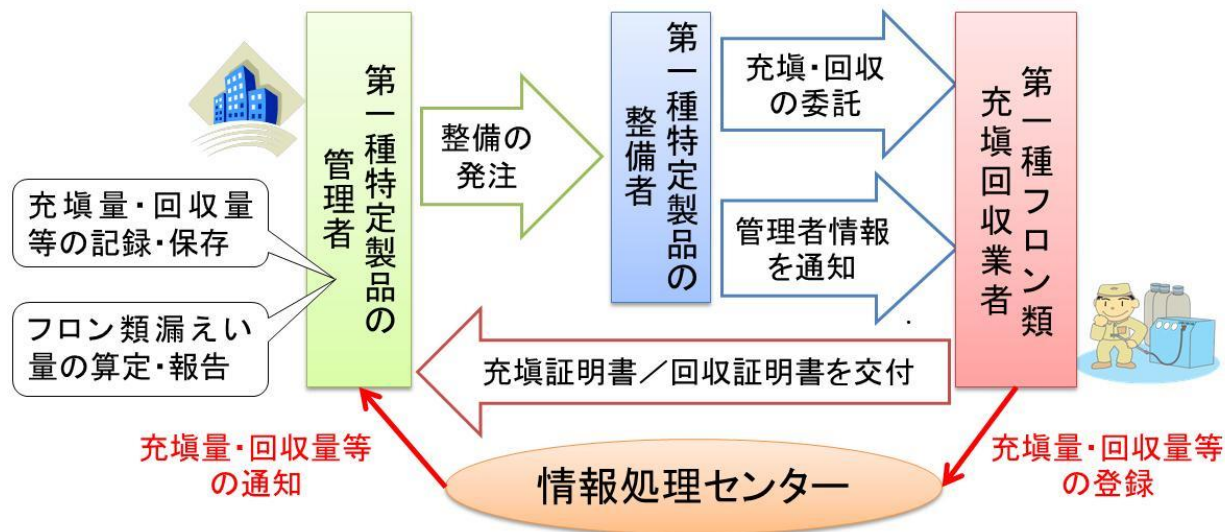 充塡量・回収量
等の記録・保存
フロン類漏えい
量の算定・報告
第一種特定製品の
管理者
整備の
発注
第一種特定製品の
整備者
充塡・回収
の委託
管理者情報
を通知
第一種フロン類
充塡回収業者
充塡証明書／回収証明書を交付
充塡量・回収量等
の通知
情報処理センター
充塡量・回収量等
の登録